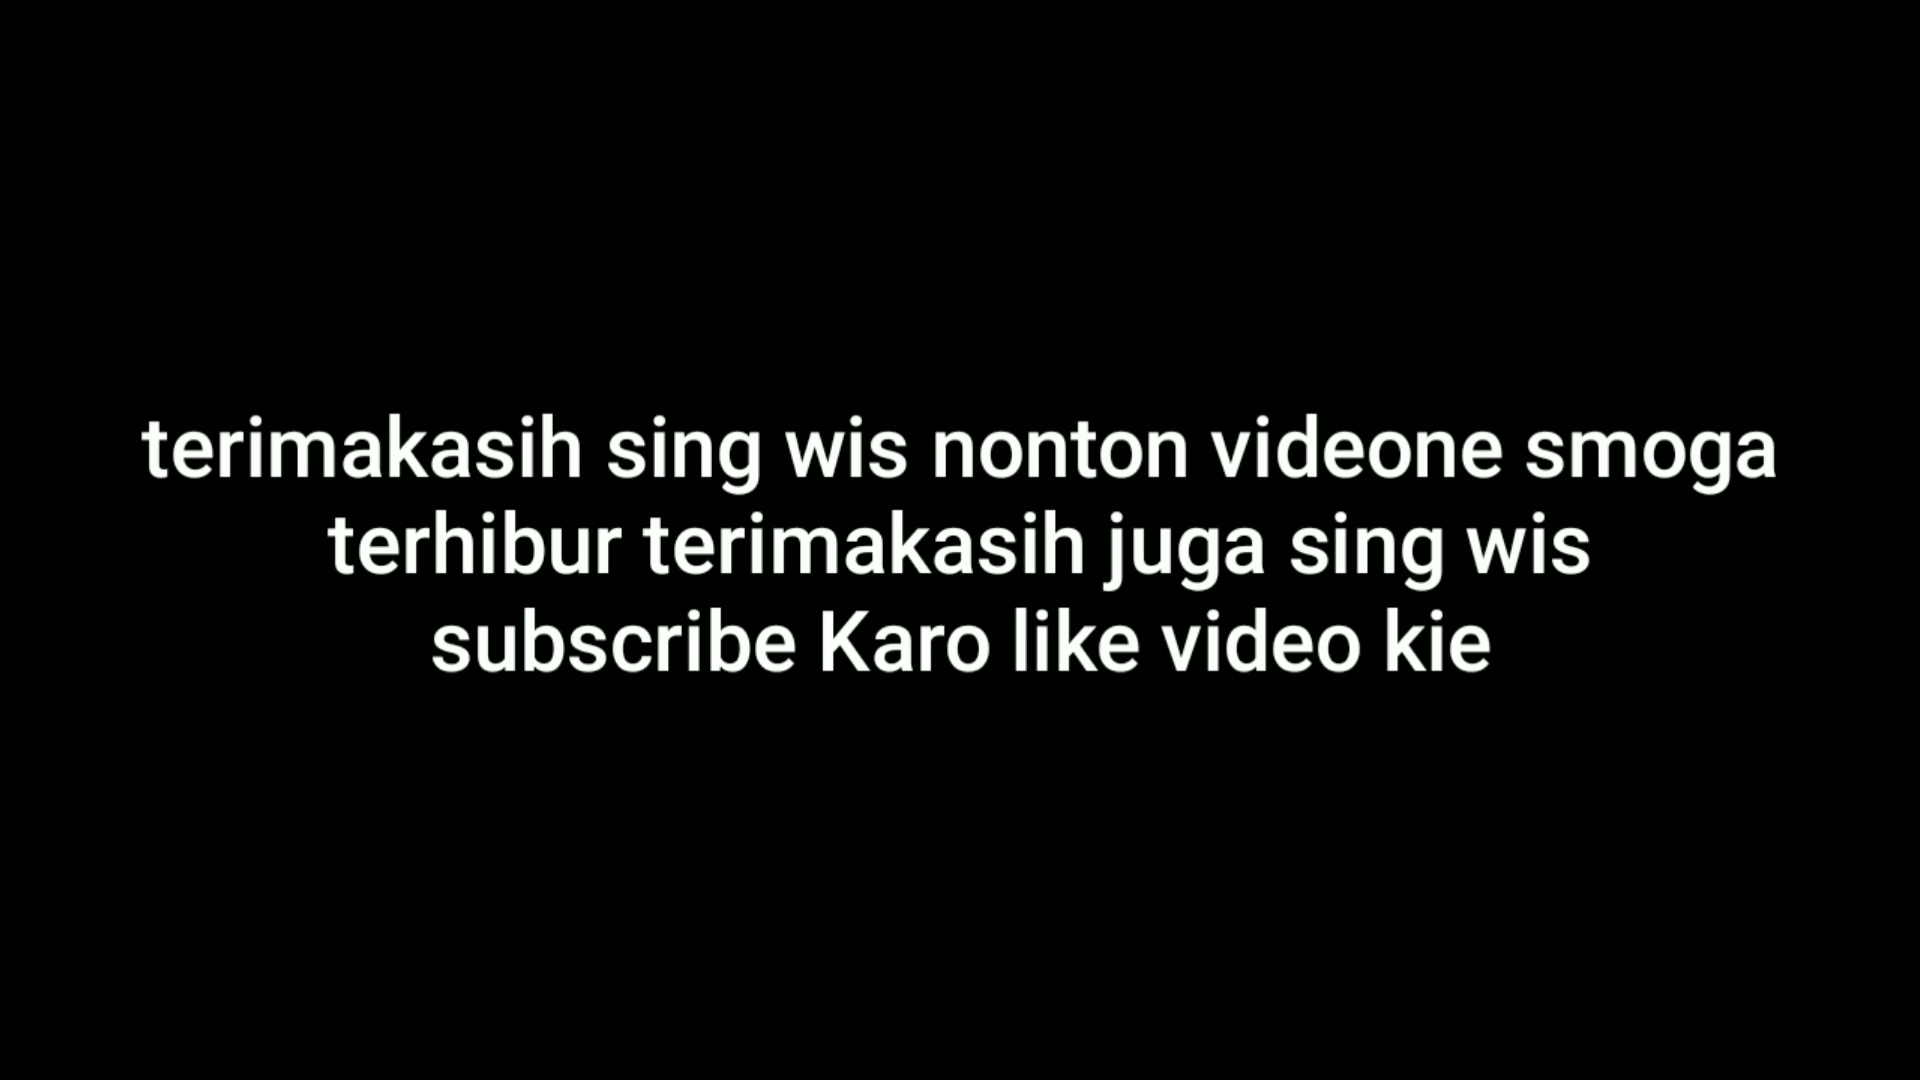 terimakasih sing wis nonton videone smoga
terhibur terimakasih juga sing wis
subscribe Karo like video kie